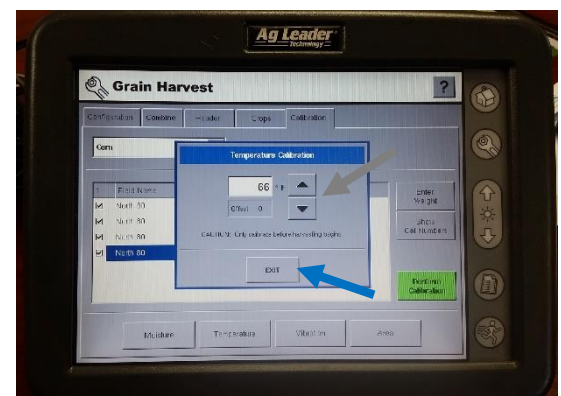 Ag Leader
Technology
Grain Harvest
?
Configuration Combine Header Crops Calibration
Corn
Temperature Calibration
66 °F
Offset 0
CAUTION: Only calibrate before harvesting begins
EXIT
Field Name
North 80
North 80
North 80
North 80
Enter
Weight
Show
Cal Numbers
Perform
Calibration
Moisture Temperature Vibration Area